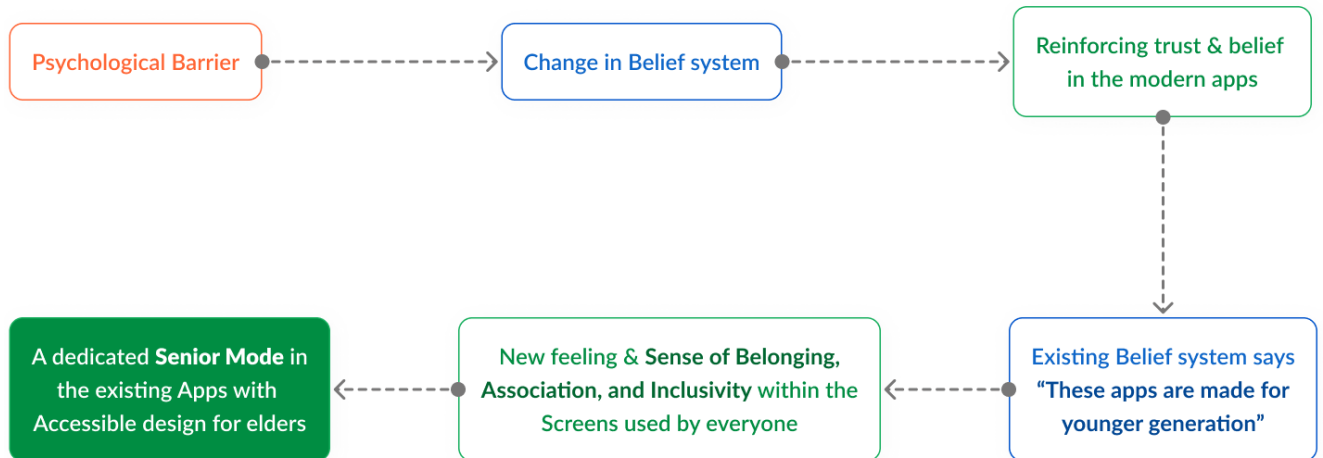 Psychological Barrier
Change in Belief system
Reinforcing trust & belief
in the modern apps
Existing Belief system says
“These apps are made for
younger generation”
New feeling & Sense of Belonging,
Association, and Inclusivity within the
Screens used by everyone
A dedicated Senior Mode in
the existing Apps with
Accessible design for elders